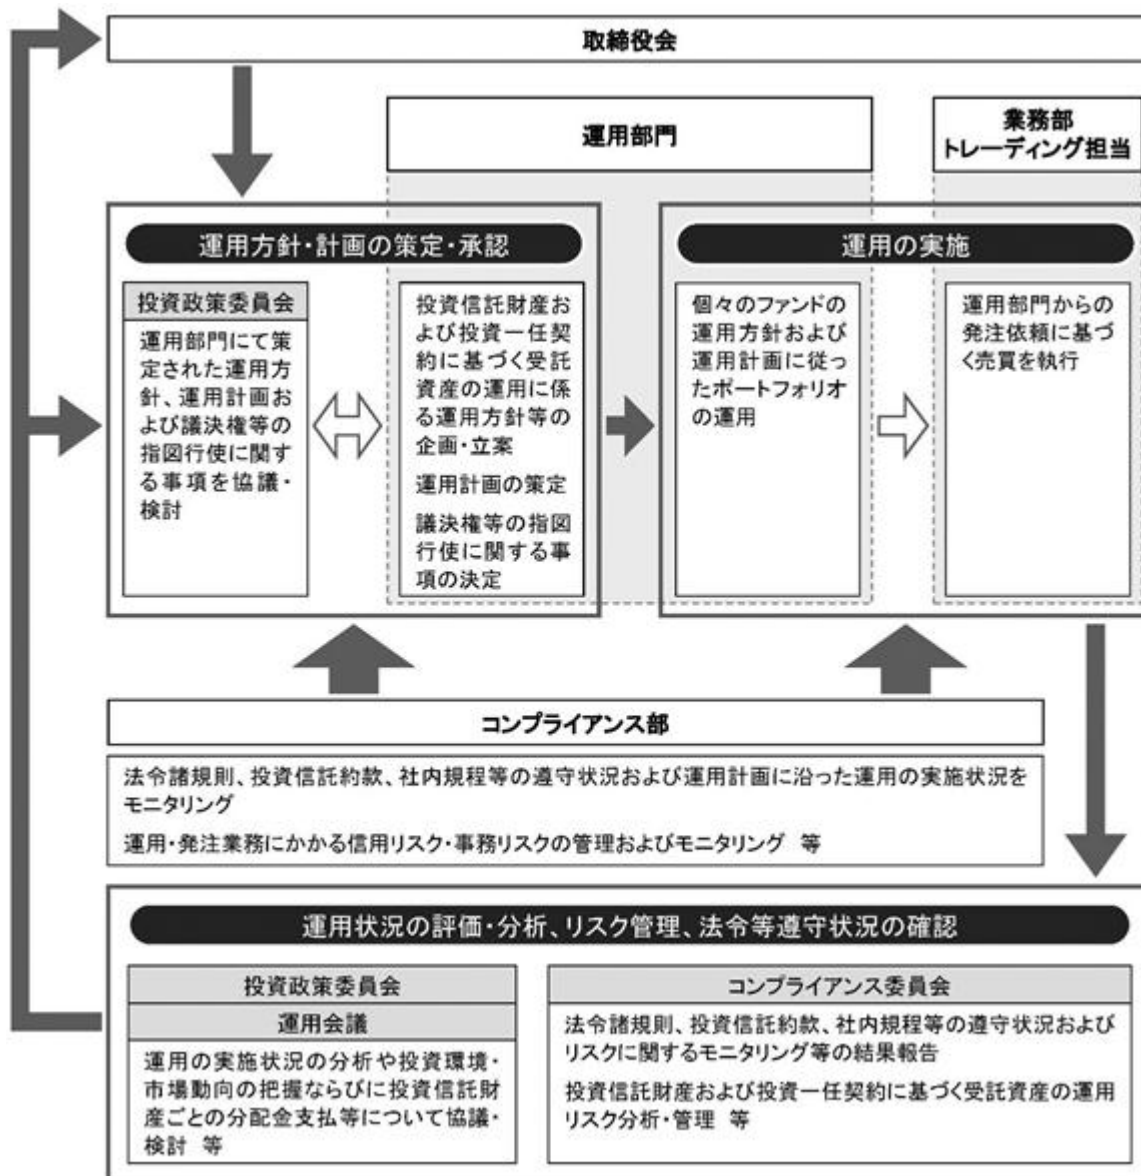 取締役会
運用部門
業務部
トレーディング担当
運用方針・計画の策定・承認
投資政策委員会
運用部門にて策
定された運用方
針、運用計画お
よび議決権等の
指図行使に関す
る事項を協議・
検討
投資信託財産お
よび投資一任契
約に基づく受託
資産の運用に係
る運用方針等の
企画・立案
運用計画の策定
議決権等の指図
行使に関する事
項の決定
運用の実施
個々のファンドの
運用方針および
運用計画に従っ
たポートフォリオ
の運用
運用部門からの
発注依頼に基づ
く売買を執行
コンプライアンス部
法令諸規則、投資信託約款、社内規程等の遵守状況および運用計画に沿った運用の実施状況を
モニタリング
運用・発注業務にかかる信用リスク・事務リスクの管理およびモニタリング 等
運用状況の評価・分析、リスク管理、法令等遵守状況の確認
投資政策委員会
運用会議
運用の実施状況の分析や投資環境・
市場動向の把握ならびに投資信託財
産ごとの分配金支払等について協議・
検討 等
コンプライアンス委員会
法令諸規則、投資信託約款、社内規程等の遵守状況および
リスクに関するモニタリング等の結果報告
投資信託財産および投資一任契約に基づく受託資産の運用
リスク分析・管理 等